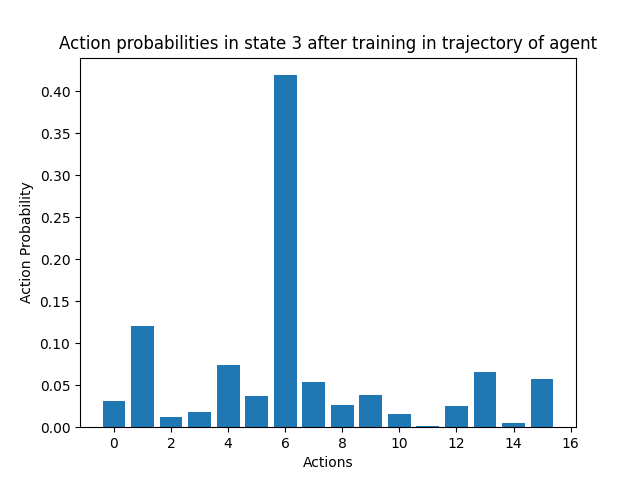 Action probabilities in state 3 after training in trajectory of agent
0.40
0.35
0.30
0.25
0.20
0.15
0.10
0.05
0.00
Action Probability
0 2 4 6 8 10 12 14 16
Actions